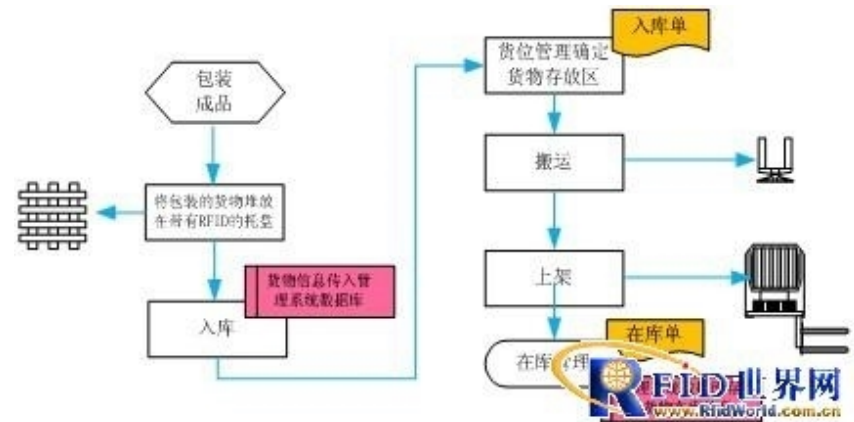 包装
成品
将包装的货物堆放
在带有RFID的托盘
货物信息传入管
理系统数据库
入库
入库单
货位管理确定
货物存放区
搬运
上架
在库单
在库管理
RFID世界网
www.RfidWorld.com.cn